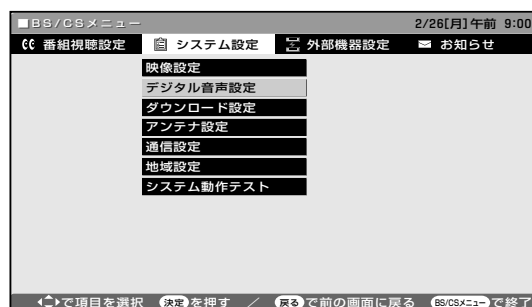 ■BS/CSメニュー 2/26[月]午前 9:00
番組視聴設定 システム設定 外部機器設定 お知らせ
映像設定
デジタル音声設定
ダウンロード設定
アンテナ設定
通信設定
地域設定
システム動作テスト
で項目を選択 決定を押す / 戻るで前の画面に戻る BS/CSメニューで終了